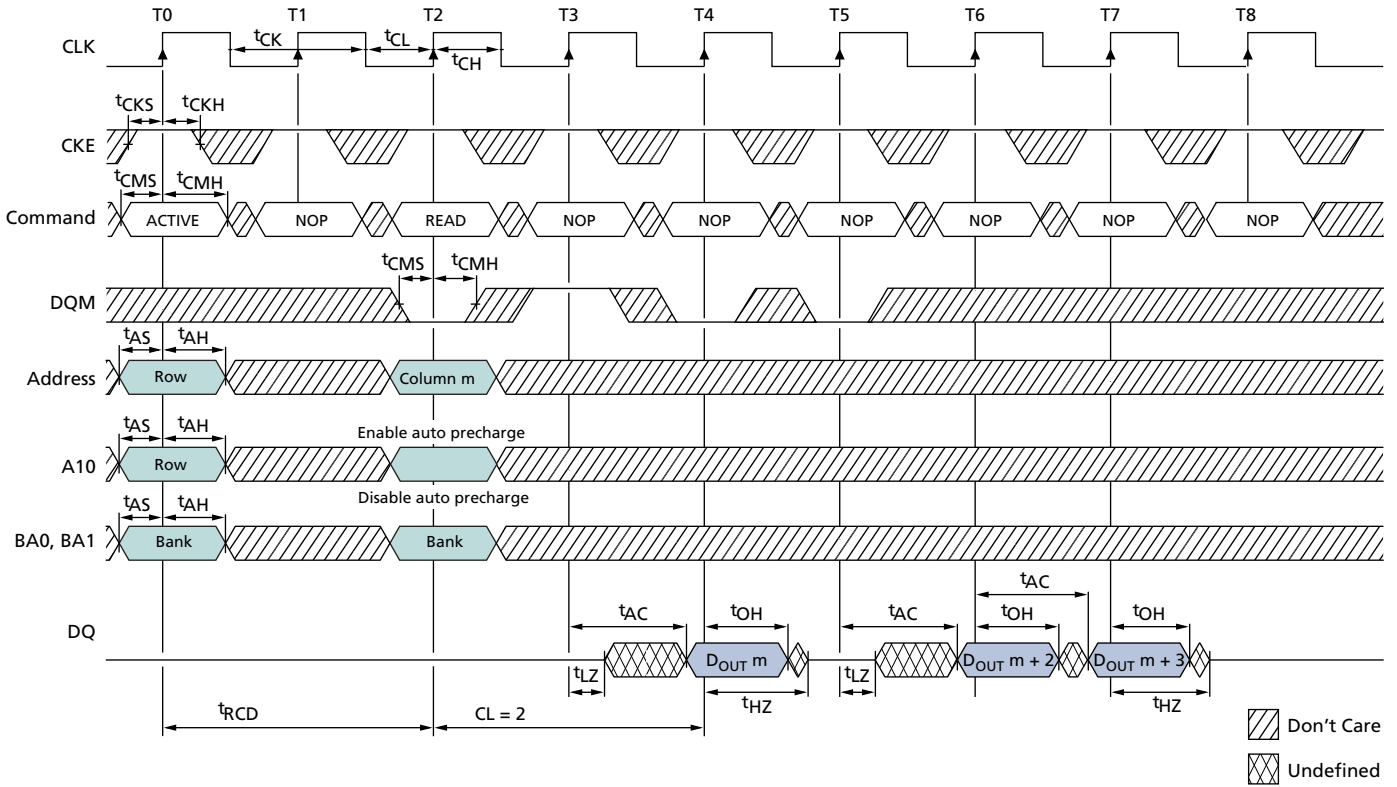 T0 T1 T2 T3 T4 T5 T6 T7 T8
CLK
tCK tCL
tCH
tCKS tCKH
CKE
tCMS tCMH
Command ACTIVE NOP READ NOP NOP NOP NOP NOP NOP
tCMS tCMH
DQM
tAS tAH
Address Row Column m
tAS tAH Enable auto precharge
A10 Row
tAS tAH Disable auto precharge
BA0, BA1 Bank Bank
tAC
tAC tOH tAC tOH tOH
DQ
DOUT m DOUT m + 2 DOUT m + 3
tLZ tLZ
tHZ tHZ
tRCD CL = 2
Don't Care
Undefined